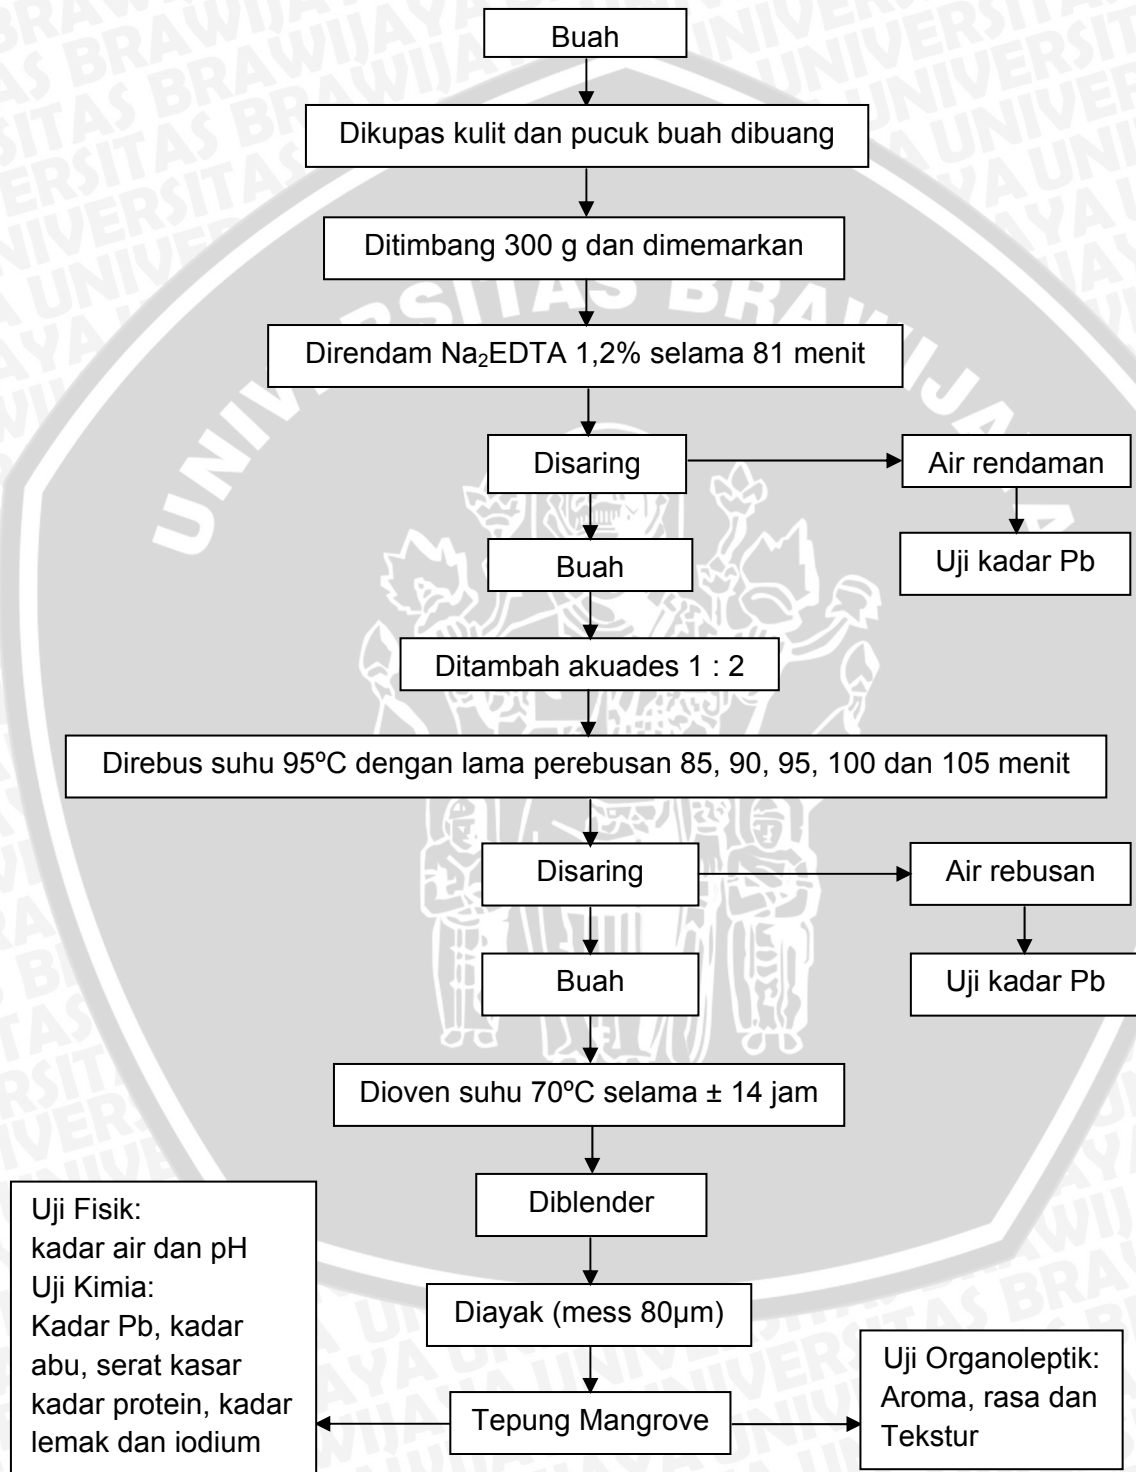 Buah
Dikupas kulit dan pucuk buah dibuang
Ditimbang 300 g dan dimemarkan
Direndam Na₂EDTA 1,2% selama 81 menit
Disaring
Air rendaman
Uji kadar Pb
Buah
Ditambah akuades 1 : 2
Direbus suhu 95ºC dengan lama perebusan 85, 90, 95, 100 dan 105 menit
Disaring
Air rebusan
Uji kadar Pb
Buah
Dioven suhu 70ºC selama ± 14 jam
Diblender
Diayak (mess 80µm)
Tepung Mangrove
Uji Fisik:
kadar air dan pH
Uji Kimia:
Kadar Pb, kadar
abu, serat kasar
kadar protein, kadar
lemak dan iodium
Uji Organoleptik:
Aroma, rasa dan
Tekstur
UNIVERSITAS BRAWIJAYA